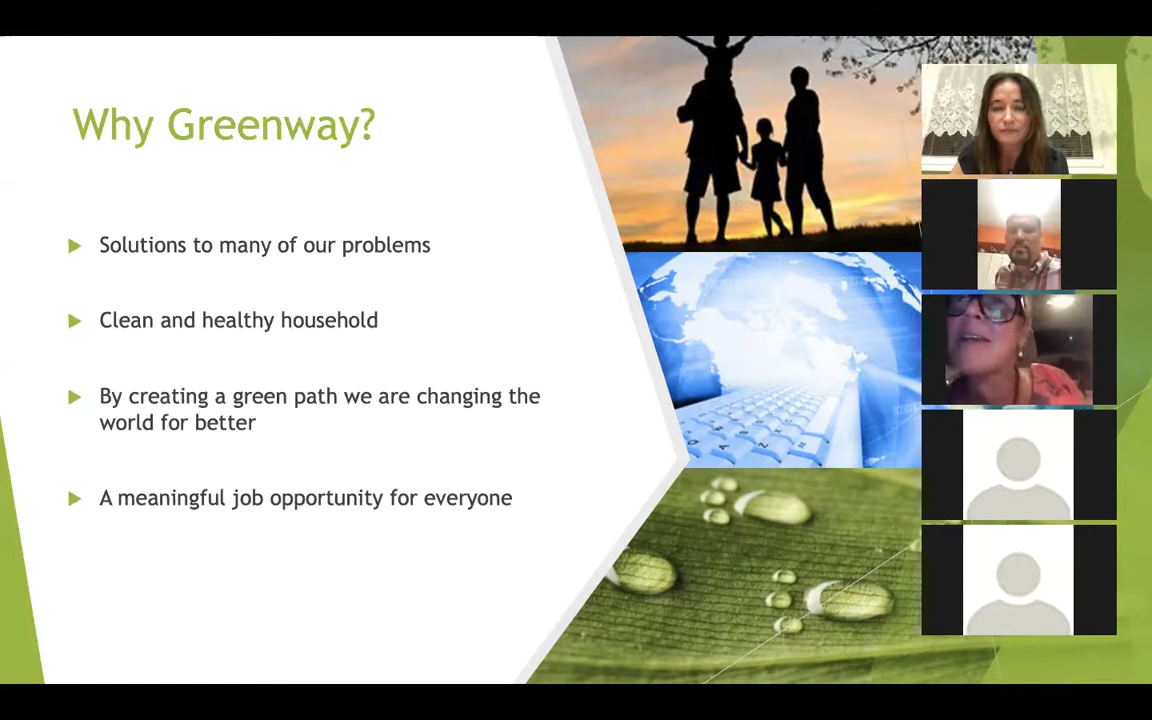 Why Greenway?
Solutions to many of our problems
Clean and healthy household
By creating a green path we are changing the
world for better
A meaningful job opportunity for everyone